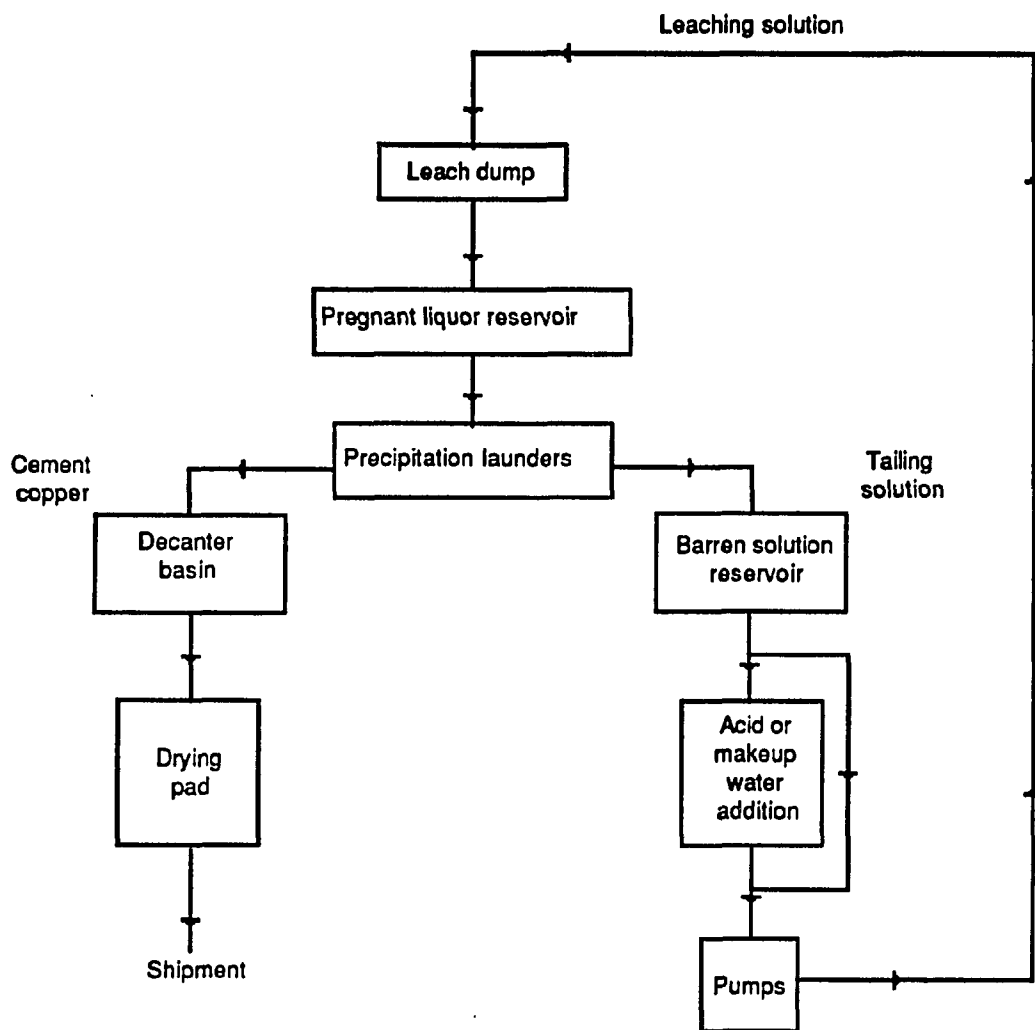 Leaching solution
Leach dump
Pregnant liquor reservoir
Precipitation launders
Cement
copper
Tailing
solution
Decanter
basin
Barren solution
reservoir
Drying
pad
Acid or
makeup
water
addition
Shipment
Pumps